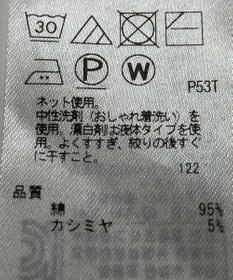 30
P W
P53T
ネット使用。
中性洗剤（おしゃれ着洗い）を
使用。漂白剤は液体タイプを使
用。よくすすぎ、絞りの後すぐ
に干すこと。
122
品質
綿 95%
カシミヤ 5%